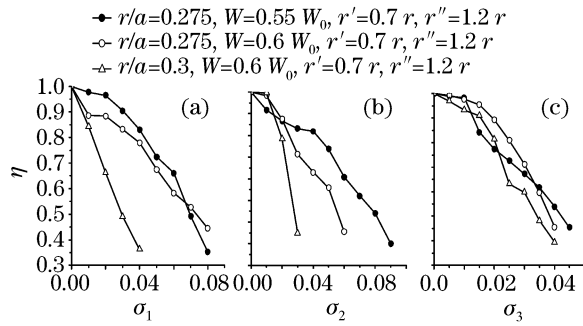 r/a=0.275, W=0.55 W₀, r′=0.7 r, r″=1.2 r
r/a=0.275, W=0.6 W₀, r′=0.7 r, r″=1.2 r
r/a=0.3, W=0.6 W₀, r′=0.7 r, r″=1.2 r
(a) (b) (c)
1.0
0.9
0.8
0.7
0.6
0.5
0.4
0.3
η
0.00 0.04 0.08 0.00 0.04 0.08 0.00 0.02 0.04
σ₁ σ₂ σ₃